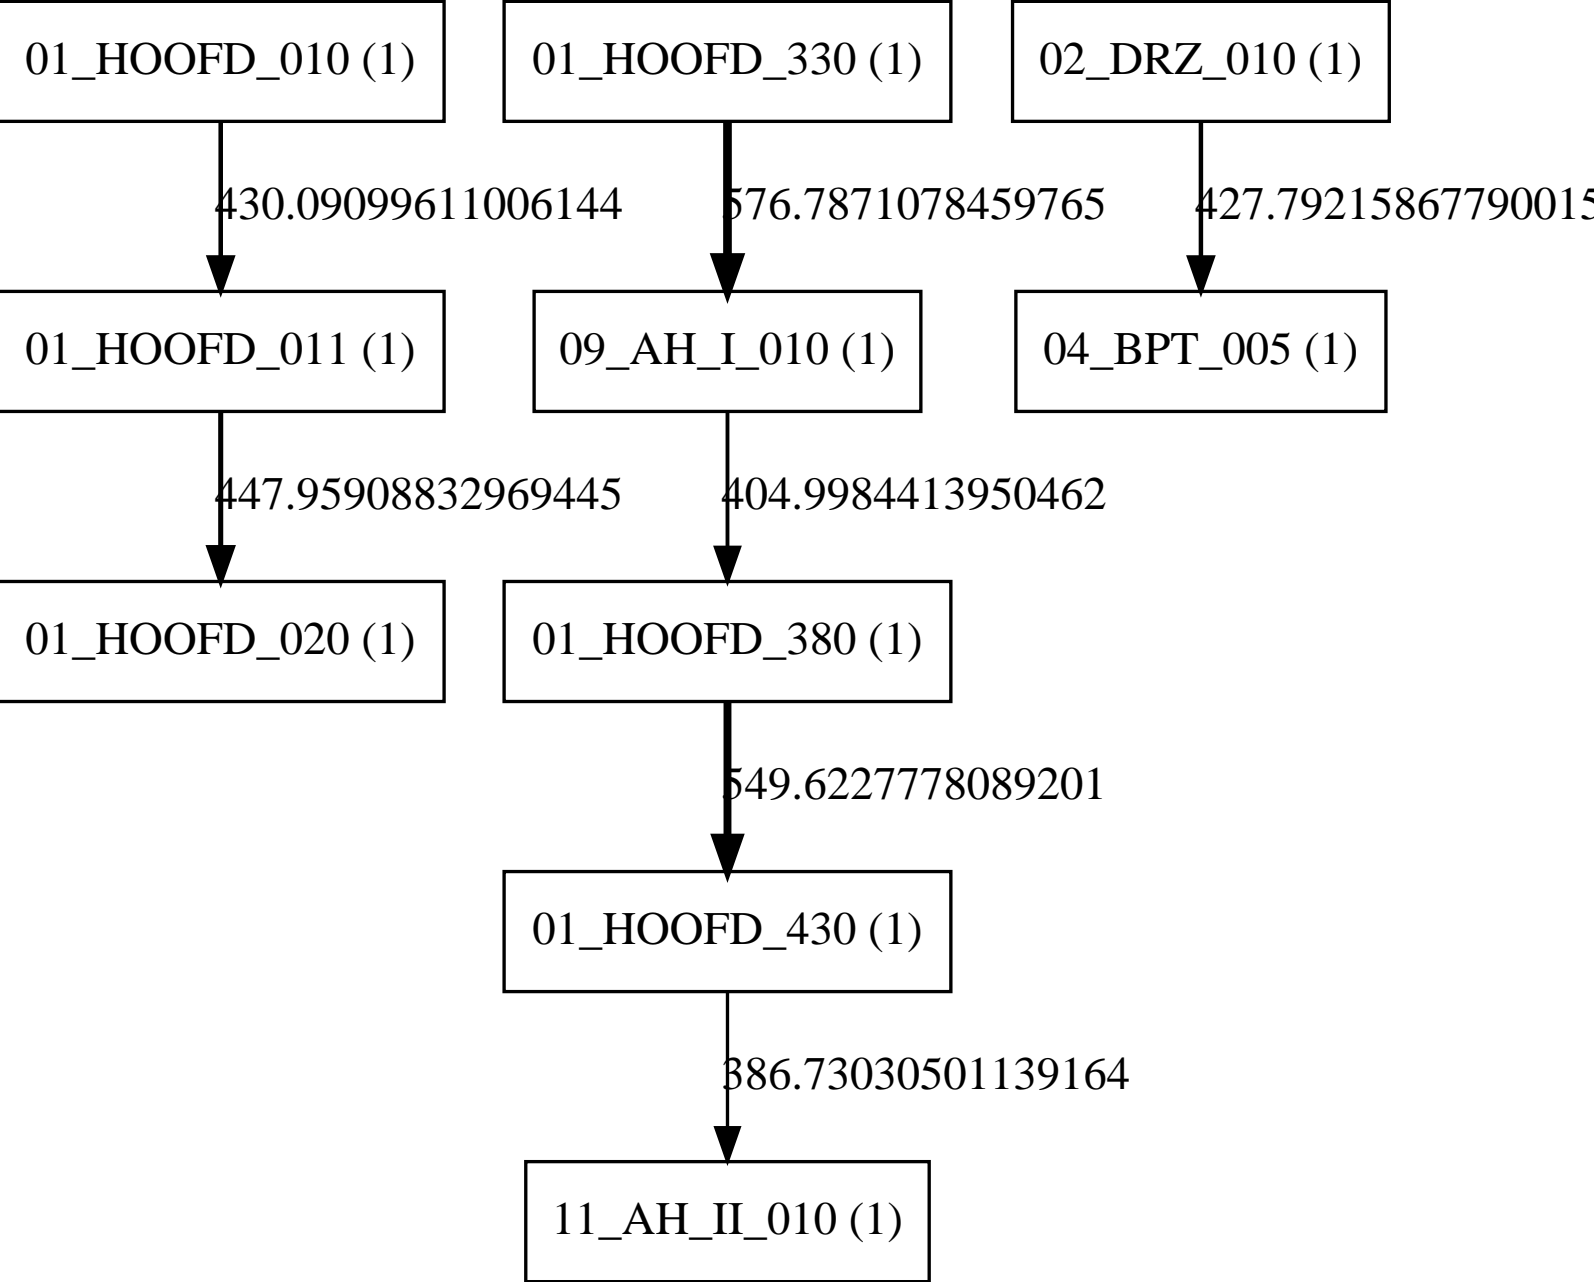 01_HOOFD_010 (1)
01_HOOFD_330 (1)
02_DRZ_010 (1)
430.09099611006144
576.7871078459765
427.79215867790015
01_HOOFD_011 (1)
09_AH_I_010 (1)
04_BPT_005 (1)
447.95908832969445
404.9984413950462
01_HOOFD_020 (1)
01_HOOFD_380 (1)
549.6227778089201
01_HOOFD_430 (1)
386.73030501139164
11_AH_II_010 (1)